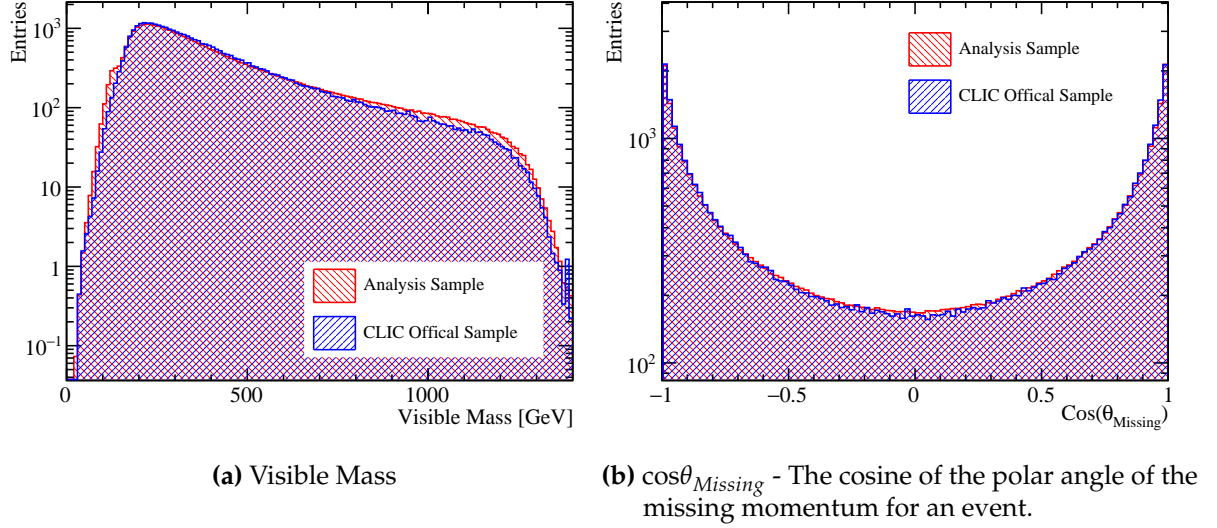 Entries
10³
10²
10
1
10⁻¹
Analysis Sample
CLIC Offical Sample
0
500
1000
Visible Mass [GeV]
(a) Visible Mass
Entries
10³
10²
Analysis Sample
CLIC Offical Sample
−1
−0.5
0
0.5
1
Cos(θ_Missing)
(b) cosθ_Missing - The cosine of the polar angle of the
missing momentum for an event.